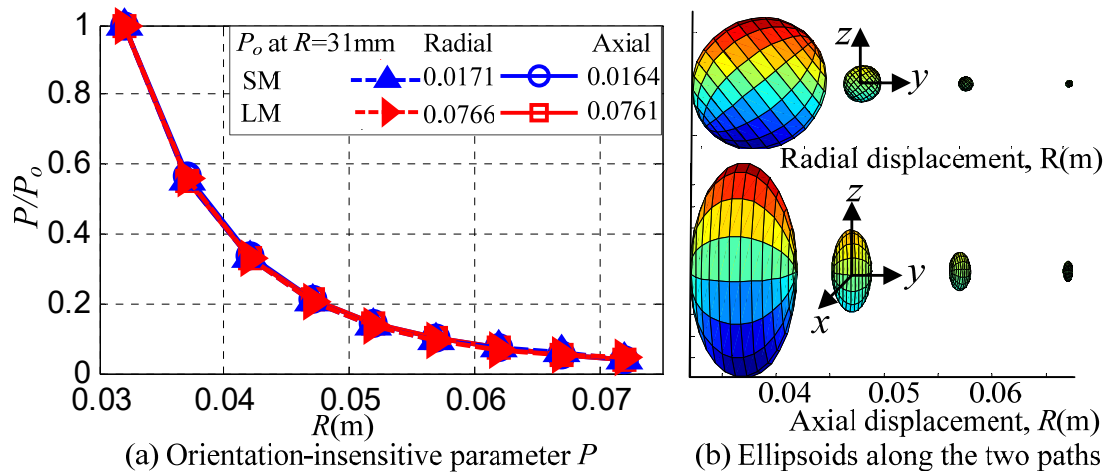 1
0.8
0.6
0.4
0.2
0
P/Pₒ
Pₒ at R=31mm Radial Axial
SM 0.0171 0.0164
LM 0.0766 0.0761
0.03 0.04 0.05 0.06 0.07
R(m)
(a) Orientation-insensitive parameter P
z
y
Radial displacement, R(m)
z
y
x
0.04 0.05 0.06
Axial displacement, R(m)
(b) Ellipsoids along the two paths